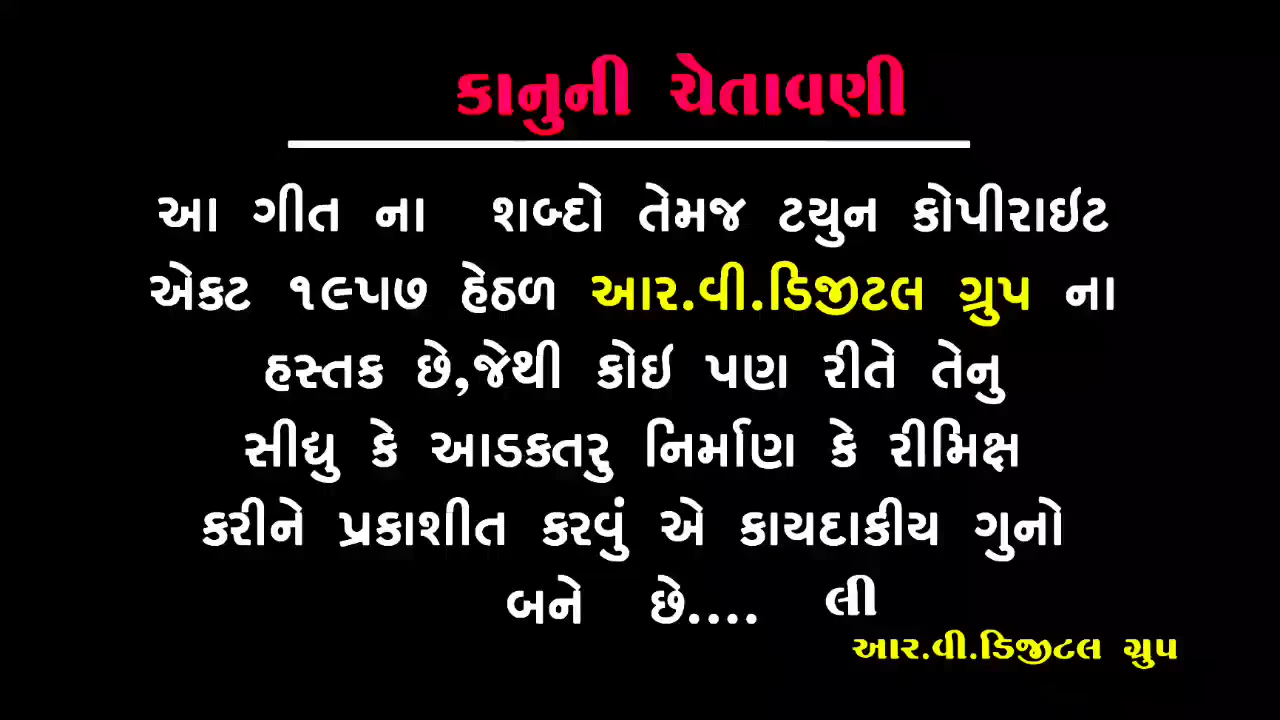 કાનુની ચેતાવણી
આ ગીત ના શબ્દો તેમજ ટયુન કોપીરાઈટ
એકટ ૧૯૫૭ હેઠળ આર.વી.ડિજીટલ ગ્રુપ ના
હસ્તક છે,જેથી કોઈ પણ રીતે તેનુ
સીધુ કે આડકતરુ નિર્માણ કે રીમિક્ષ
કરીને પ્રકાશીત કરવું એ કાયદાકીય ગુનો
બને છે.... લી
આર.વી.ડિજીટલ ગ્રુપ